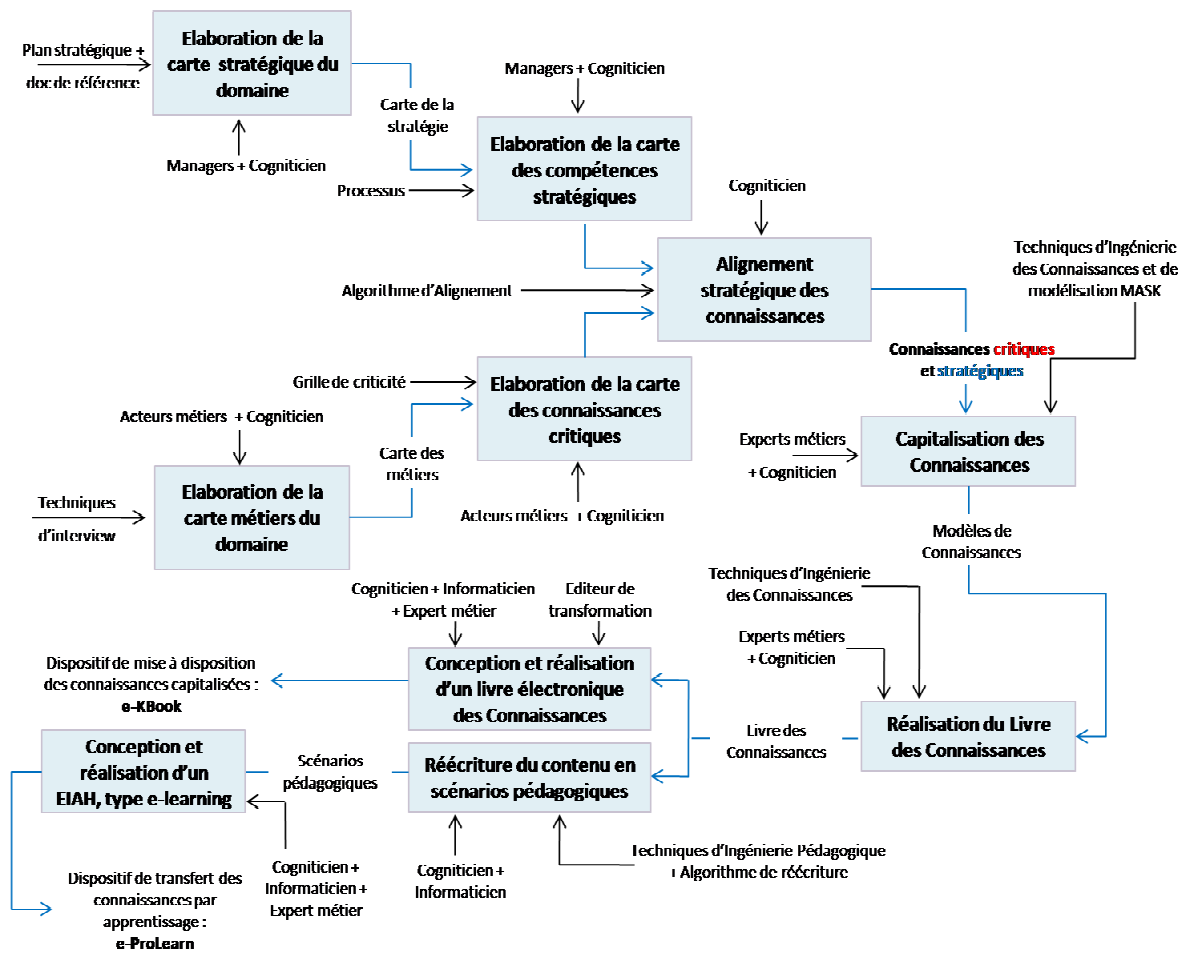 Plan stratégique +
doc de référence
Elaboration de la
carte stratégique du
domaine
Managers + Cogniticien
Carte de la
stratégie
Managers + Cogniticien
Processus
Elaboration de la carte
des compétences
stratégiques
Cogniticien
Algorithme d'Alignement
Alignement
stratégique des
connaissances
Techniques d'Ingénierie
des Connaissances et de
modélisation MASK
Connaissances critiques
et stratégiques
Grille de criticité
Elaboration de la carte
des connaissances
critiques
Acteurs métiers + Cogniticien
Carte des
métiers
Techniques
d'interview
Elaboration de la
carte métiers du
domaine
Acteurs métiers + Cogniticien
Experts métiers
+ Cogniticien
Capitalisation des
Connaissances
Modèles de
Connaissances
Techniques d'Ingénierie
des Connaissances
Experts métiers
+ Cogniticien
Réalisation du Livre
des Connaissances
Livre des
Connaissances
Cogniticien + Informaticien
+ Expert métier
Editeur de
transformation
Conception et réalisation
d'un livre électronique
des Connaissances
Dispositif de mise à disposition
des connaissances capitalisées :
e-KBook
Réécriture du contenu en
scénarios pédagogiques
Scénarios
pédagogiques
Conception et
réalisation d'un
EIAH, type e-learning
Cogniticien +
Informaticien +
Expert métier
Cogniticien +
Informaticien
Techniques d'Ingénierie Pédagogique
+ Algorithme de réécriture
Dispositif de transfert des
connaissances par
apprentissage :
e-ProLearn